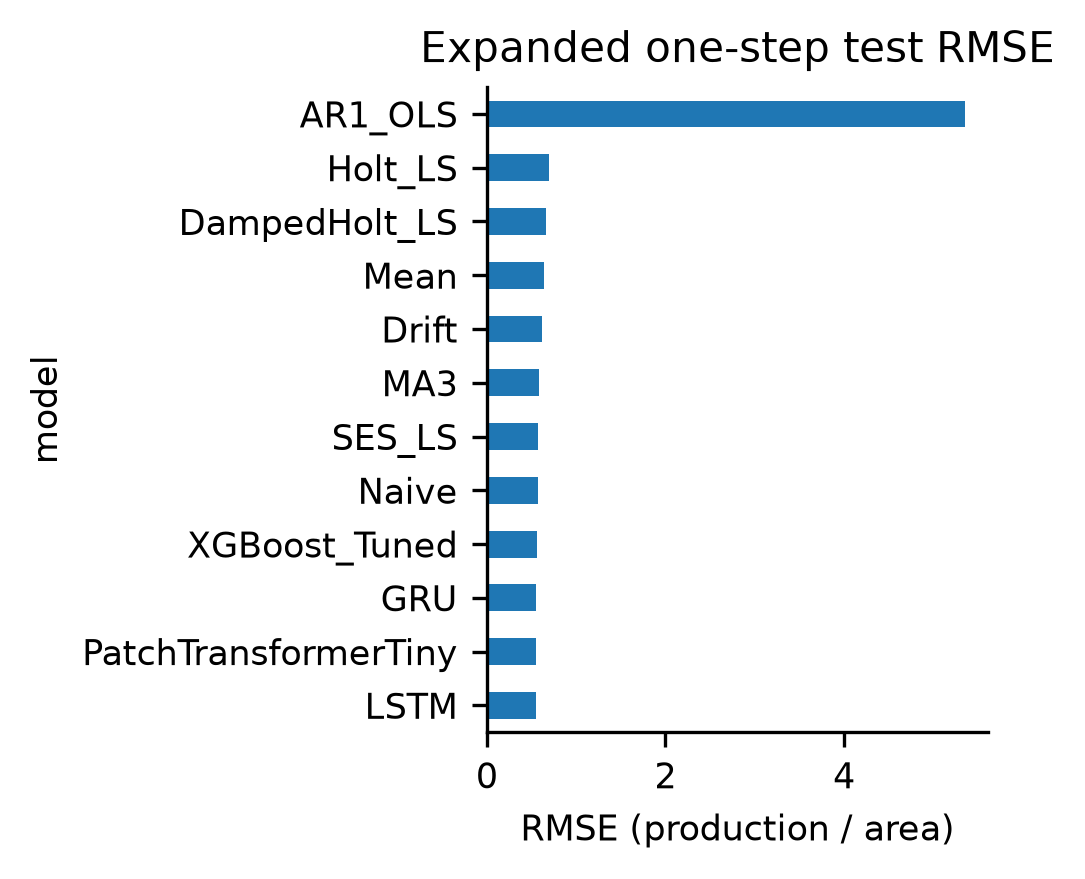 Expanded one-step test RMSE
AR1_OLS
Holt_LS
DampedHolt_LS
Mean
Drift
MA3
SES_LS
Naive
XGBoost_Tuned
GRU
PatchTransformerTiny
LSTM
model
0 2 4
RMSE (production / area)